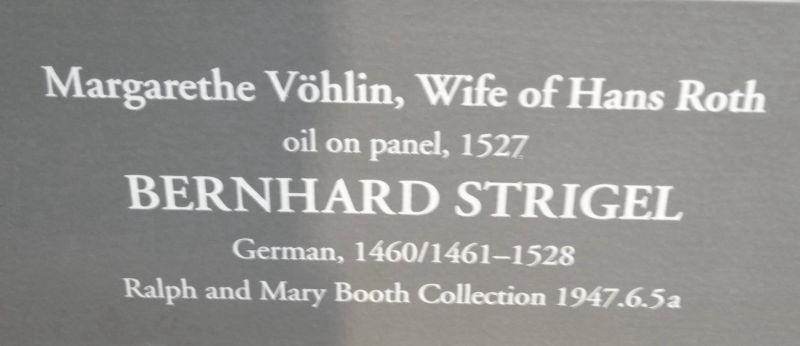 Margarethe Vöhlin, Wife of Hans Roth
oil on panel, 1527
BERNHARD STRIGEL
German, 1460/1461–1528
Ralph and Mary Booth Collection 1947.6.5a